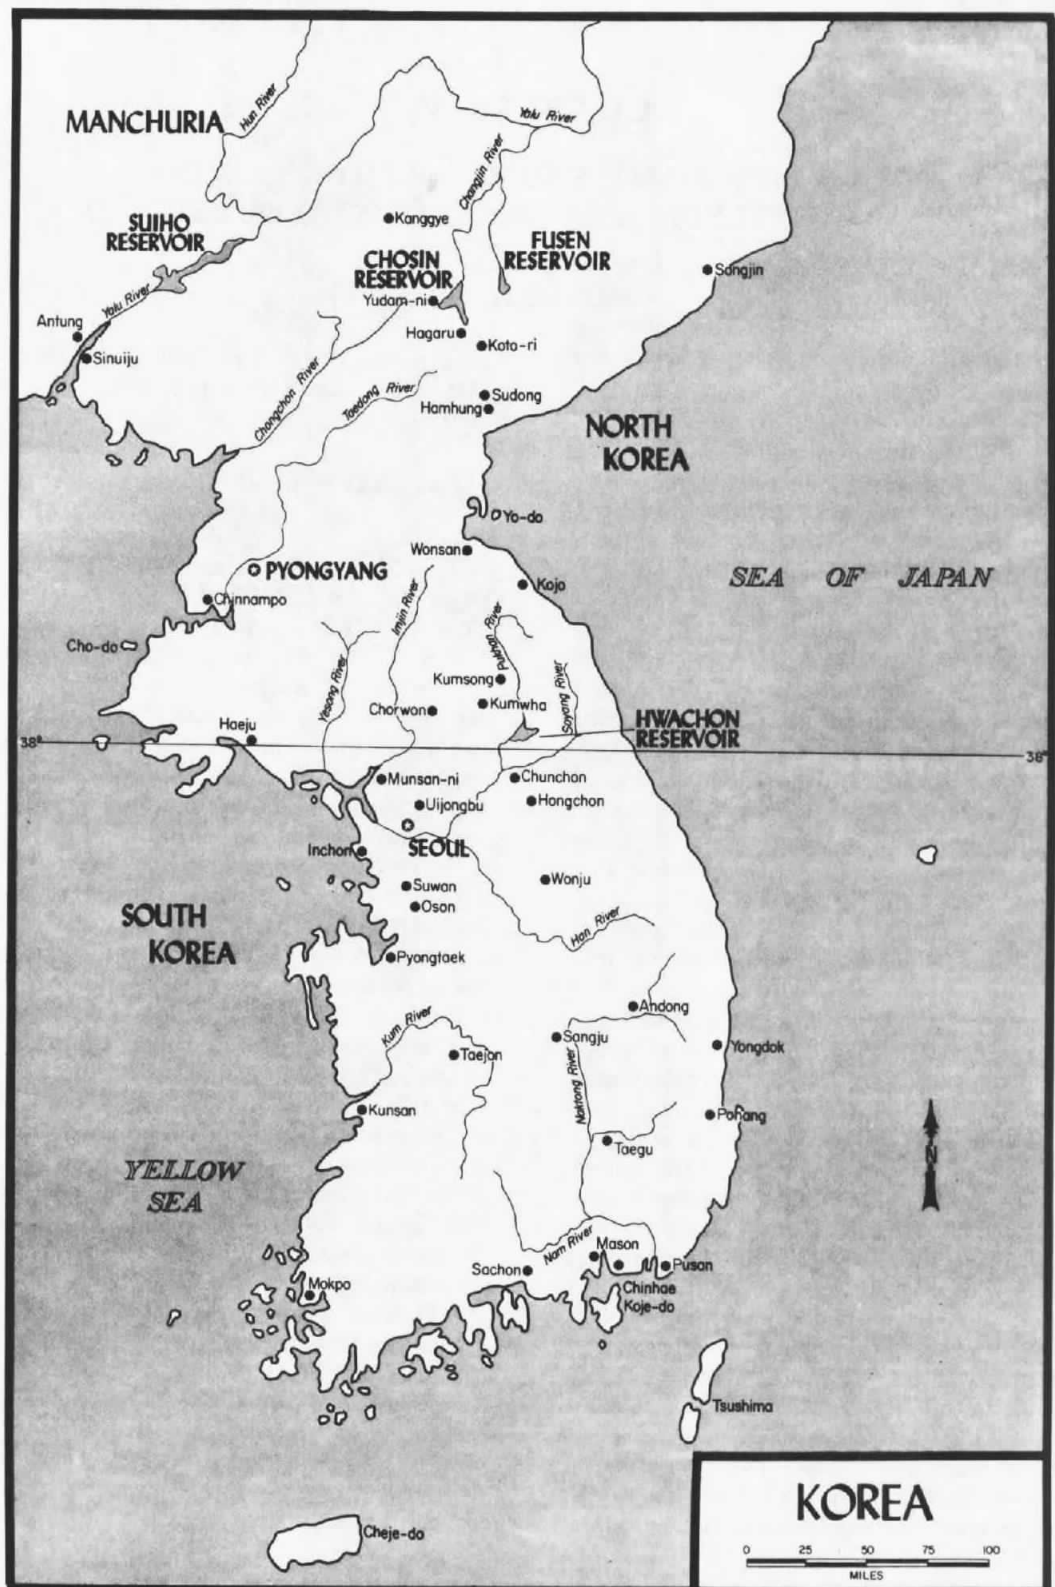 Hun River
MANCHURIA
Yalu River
Changjin River
Kanggye
SUIHO
RESERVOIR
FUSEN
RESERVOIR
CHOSIN
RESERVOIR
Songjin
Yudam-ni
Yalu River
Antung
Hagaru
Koto-ri
Sinuiju
Chongchon River
Taedong River
Sudong
Hamhung
NORTH
KOREA
Yo-do
Wonsan
PYONGYANG
SEA OF JAPAN
Kojo
Chinnampo
Imjin River
Pukhan River
Cho-do
Yesong River
Kumsong
Soyang River
Chorwon
Kumwha
HWACHON
RESERVOIR
Haeju
38°
38°
Munsan-ni
Chunchon
Uijongbu
Hongchon
Inchon
SEOUL
Suwan
Wonju
Oson
SOUTH
KOREA
Han River
Pyongtaek
Andong
Kum River
Sangju
Taejon
Yongdok
Naktong River
Kunsan
Pohang
Taegu
N
YELLOW
SEA
Nam River
Mason
Sachon
Pusan
Chinhae
Mokpo
Koje-do
Tsushima
KOREA
Cheje-do
0 25 50 75 100
MILES